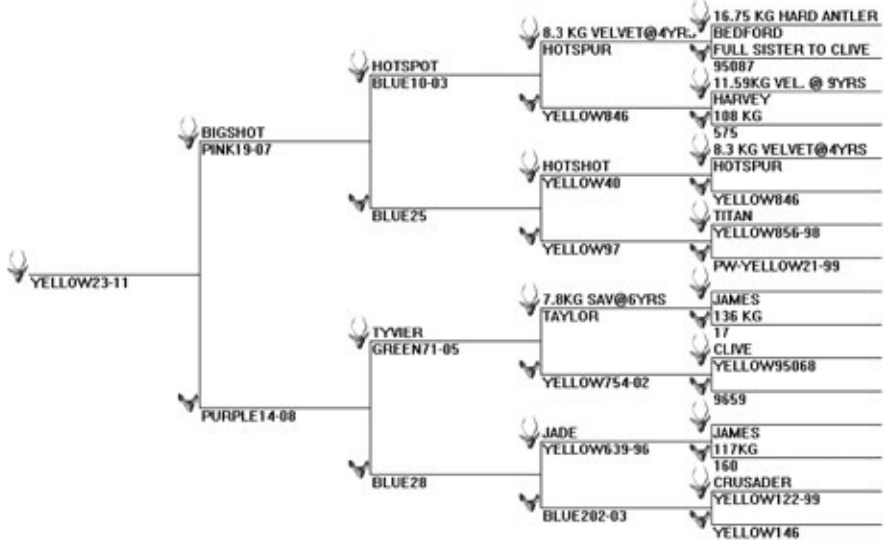 YELLOW23-11
BIGSHOT
PINK19-07
PURPLE14-08
HOTSPOT
BLUE10-03
BLUE25
TYVIER
GREEN71-05
BLUE28
8.3 KG VELVET@4YRS
HOTSPUR
YELLOW846
HOTSHOT
YELLOW40
YELLOW97
7.8KG SAV@6YRS
TAYLOR
YELLOW754-02
JADE
YELLOW639-96
BLUE202-03
16.75 KG HARD ANTLER
BEDFORD
FULL SISTER TO CLIVE
95087
11.59KG VEL. @ 9YRS
HARVEY
108 KG
575
8.3 KG VELVET@4YRS
HOTSPUR
YELLOW846
TITAN
YELLOW856-98
PW-YELLOW21-99
JAMES
136 KG
17
CLIVE
YELLOW95068
9659
JAMES
117KG
160
CRUSADER
YELLOW122-99
YELLOW146